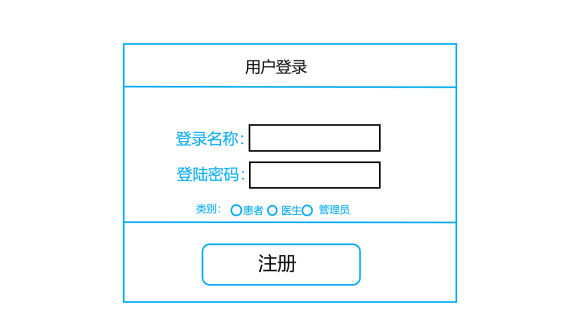 用户登录
登录名称：
登陆密码：
类别： 患者 医生 管理员
注册